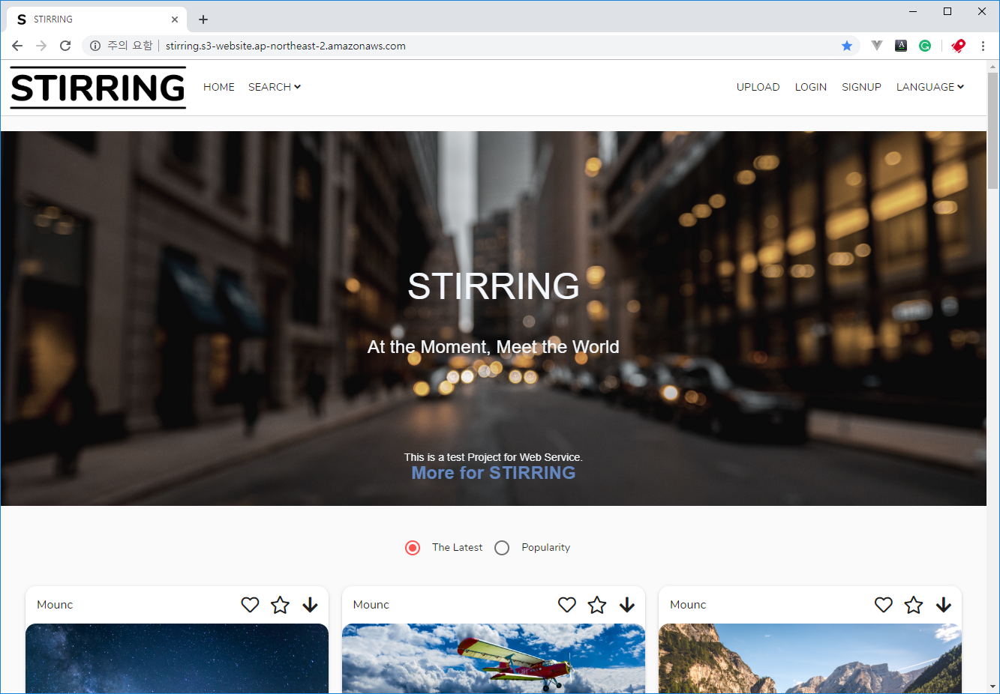 STIRRING
주의 요함 | stirring.s3-website.ap-northeast-2.amazonaws.com
STIRRING HOME SEARCH UPLOAD LOGIN SIGNUP LANGUAGE
STIRRING
At the Moment, Meet the World
This is a test Project for Web Service.
More for STIRRING
The Latest Popularity
Mounc Mounc Mounc